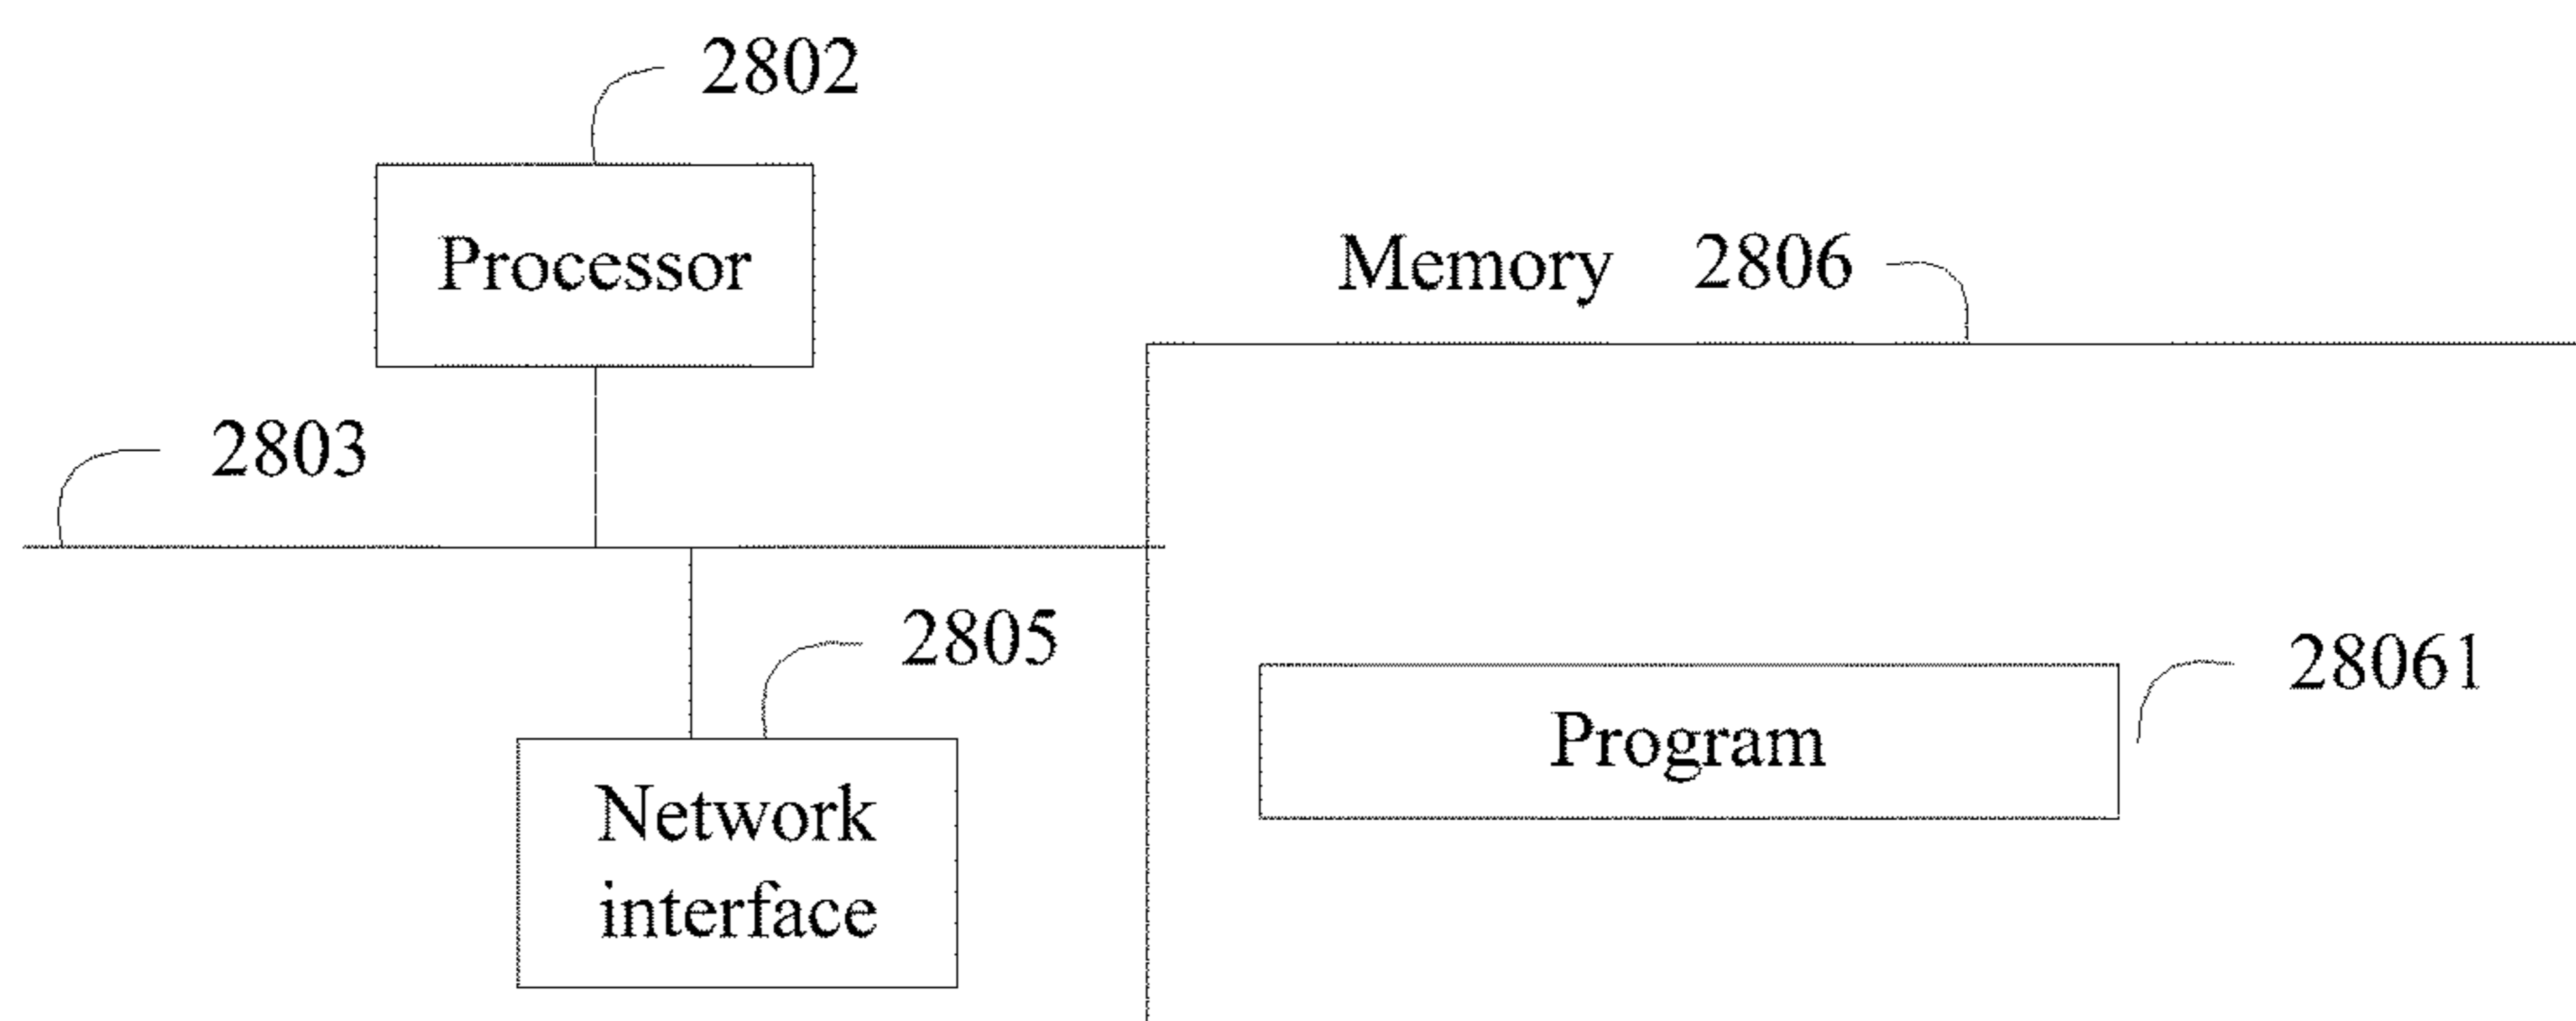 2802
Processor
Memory 2806
2803
2805
28061
Program
Network
interface